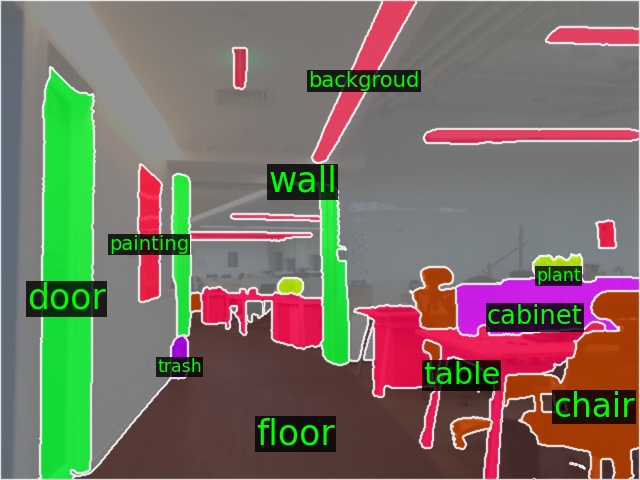 backgroud
wall
painting
plant
door
cabinet
trash
table
chair
floor